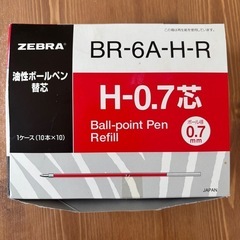 ZEBRA
油性ボールペン
替芯
1ケース(10本×10)
BR-6A-H-R
H-0.7芯
Ball-point Pen
Refill
ボール径
0.7
mm
JAPAN